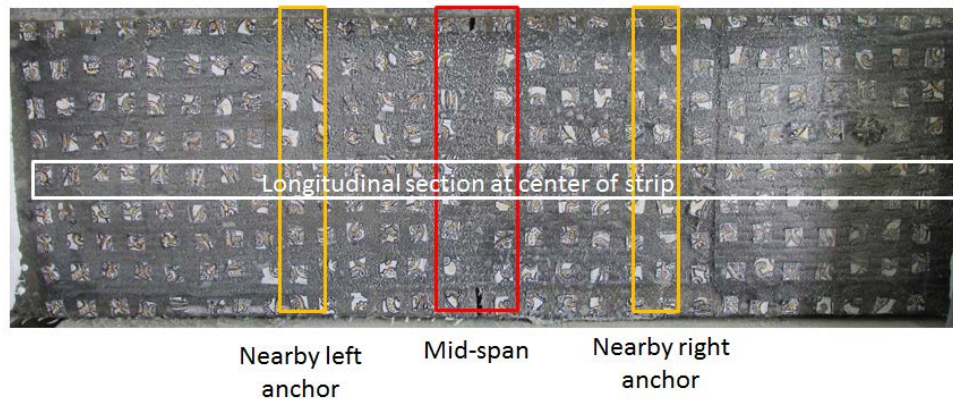 Longitudinal section at center of strip
Nearby left
anchor
Mid-span
Nearby right
anchor